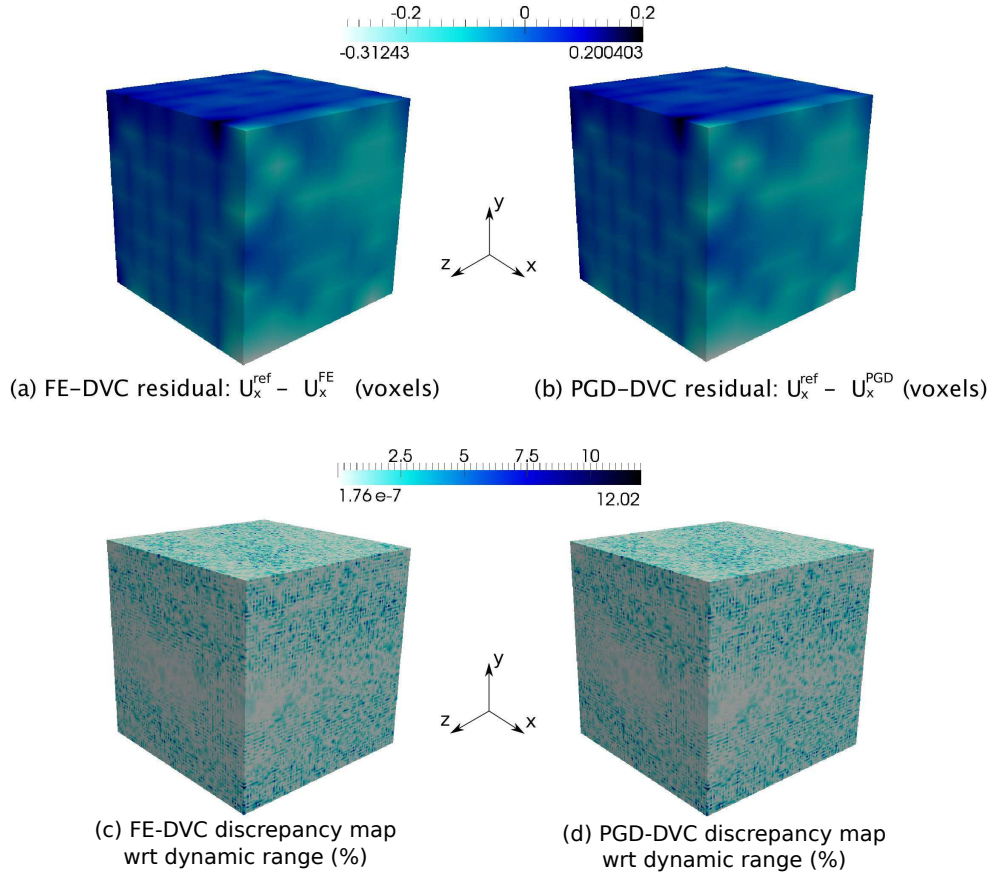 -0.2 0 0.2
-0.31243 0.200403
y
z x
(a) FE-DVC residual: U_x^ref - U_x^FE (voxels)
(b) PGD-DVC residual: U_x^ref - U_x^PGD (voxels)
2.5 5 7.5 10
1.76 e-7 12.02
y
z x
(c) FE-DVC discrepancy map
wrt dynamic range (%)
(d) PGD-DVC discrepancy map
wrt dynamic range (%)